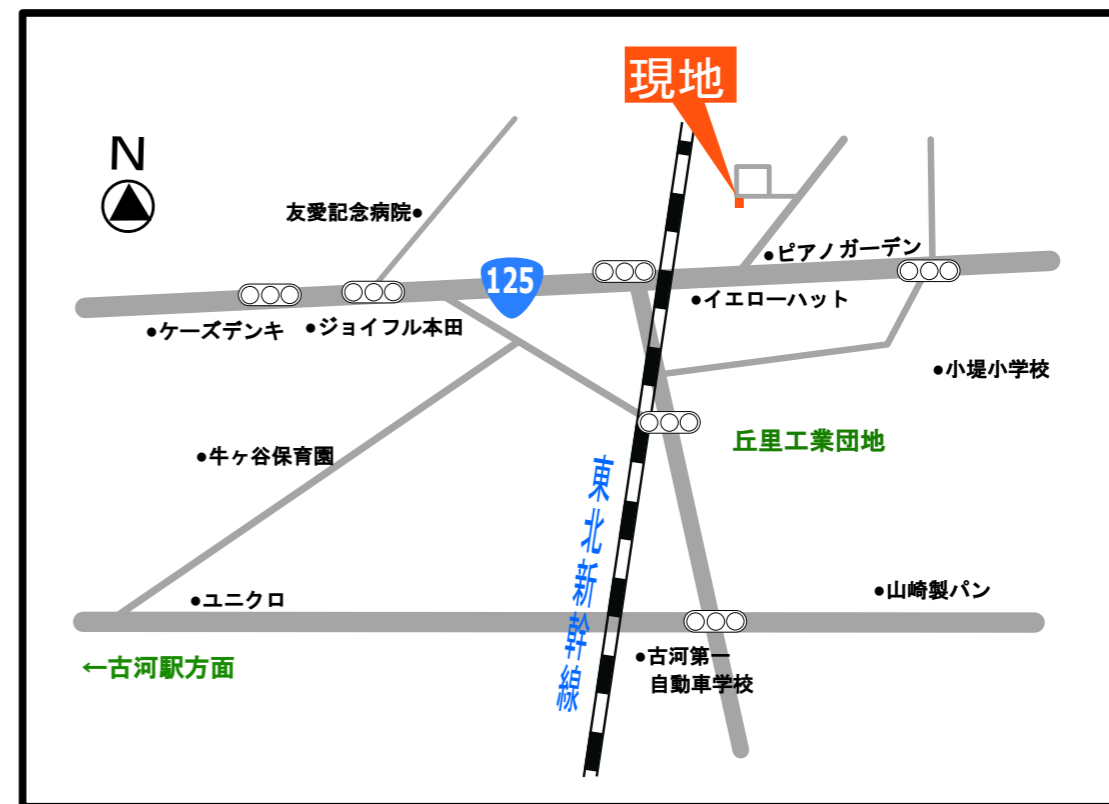 現地
N
友愛記念病院
125
ピアノガーデン
イエローハット
ケーズデンキ
ジョイフル本田
小堤小学校
丘里工業団地
牛ヶ谷保育園
東北新幹線
ユニクロ
山崎製パン
←古河駅方面
古河第一
自動車学校